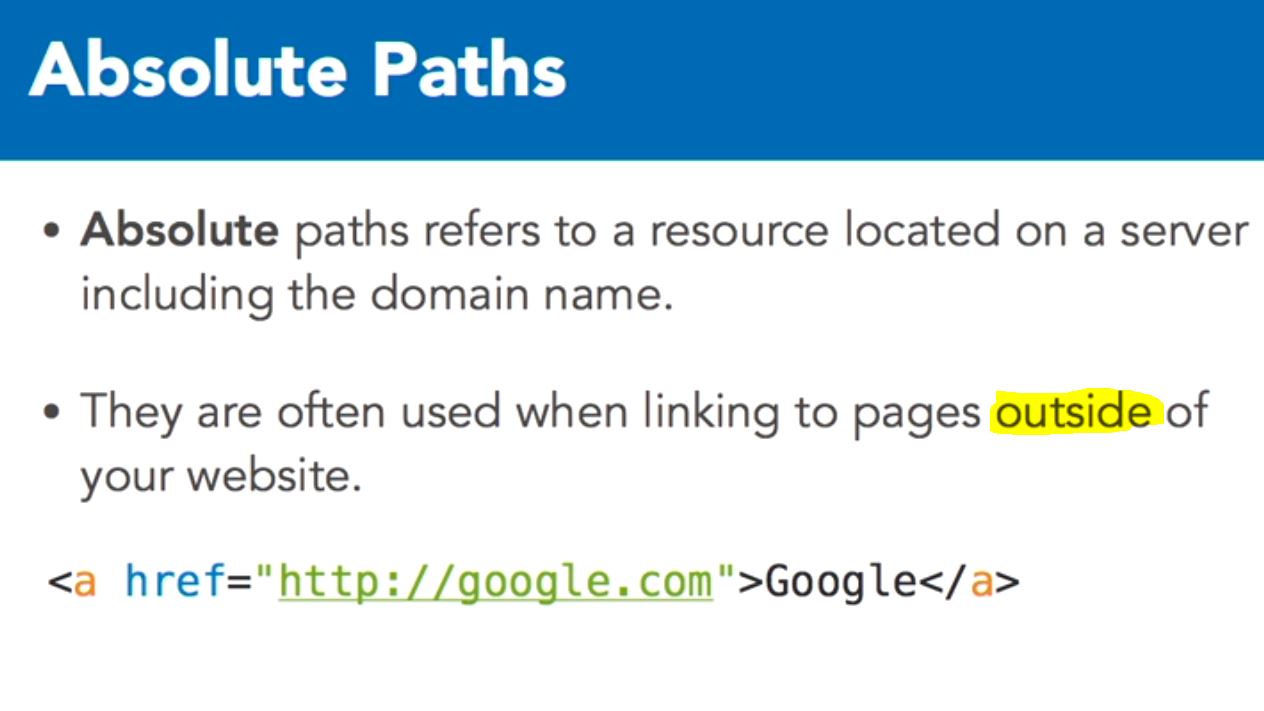 Absolute Paths
• Absolute paths refers to a resource located on a server
including the domain name.
• They are often used when linking to pages outside of
your website.
<a href="http://google.com">Google</a>